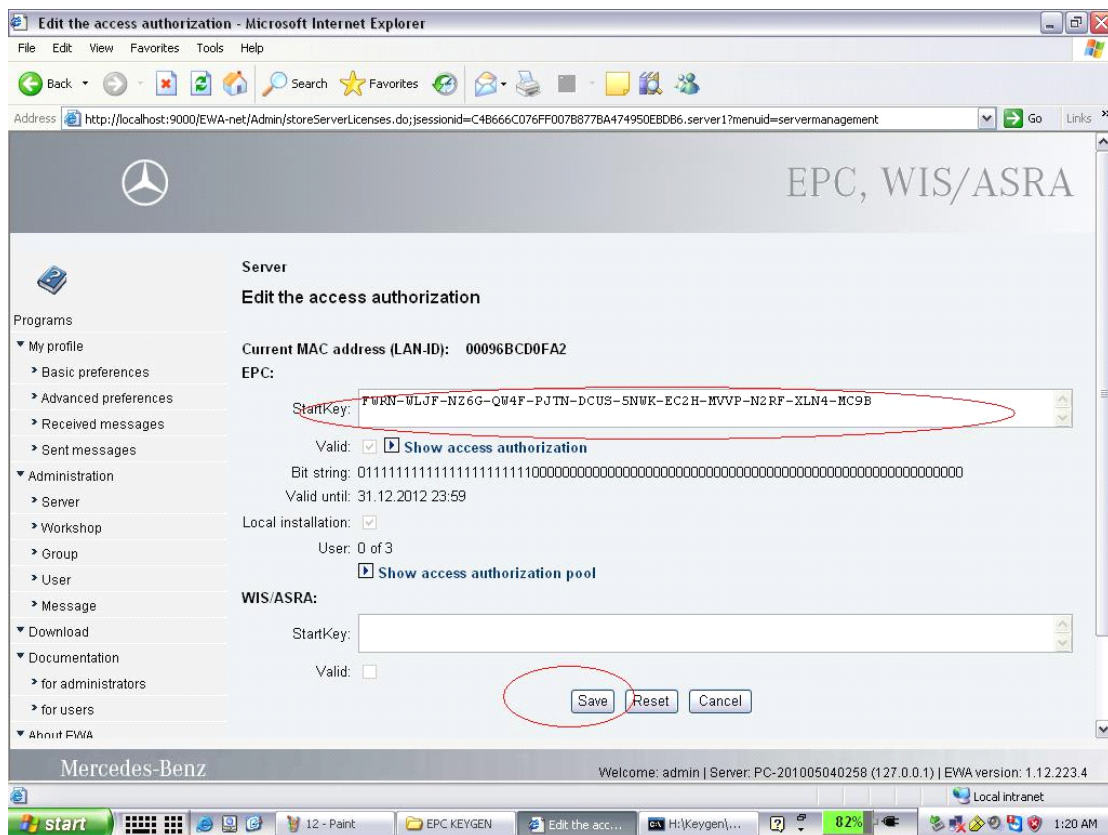 Edit the access authorization - Microsoft Internet Explorer
File Edit View Favorites Tools Help
Back Search Favorites
Address http://localhost:9000/EWA-net/Admin/storeServerLicenses.do;jsessionid=C4B666C076FF007B877BA474950EBDB6.server1?menuid=servermanagement Go Links »
EPC, WIS/ASRA
Server
Edit the access authorization
Programs
My profile
Basic preferences
Advanced preferences
Received messages
Sent messages
Administration
Server
Workshop
Group
User
Message
Download
Documentation
for administrators
for users
About EWA
Current MAC address (LAN-ID): 00096BCD0FA2
EPC:
StartKey: FWRN-WLJF-NZ6G-QW4F-PJTN-DCUS-5NWK-EC2H-MVVP-N2RF-XLN4-MC9B
Valid: Show access authorization
Bit string:
Valid until: 31.12.2012 23:59
Local installation:
User: 0 of 3
Show access authorization pool
WIS/ASRA:
StartKey:
Valid:
Save Reset Cancel
Mercedes-Benz
Welcome: admin | Server: PC-201005040258 (127.0.0.1) | EWA version: 1.12.223.4
Local intranet
start 12 - Paint EPC KEYGEN Edit the acc... H:\Keygen\... 82% 1:20 AM